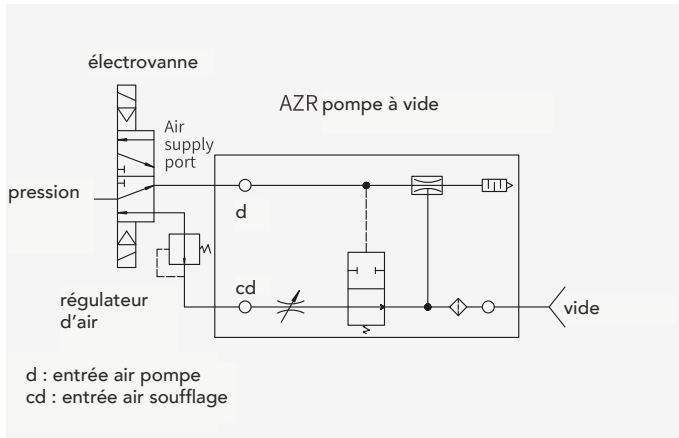 électrovanne
AZR pompe à vide
Air
supply
port
pression
d
cd
régulateur
d'air
vide
d : entrée air pompe
cd : entrée air soufflage